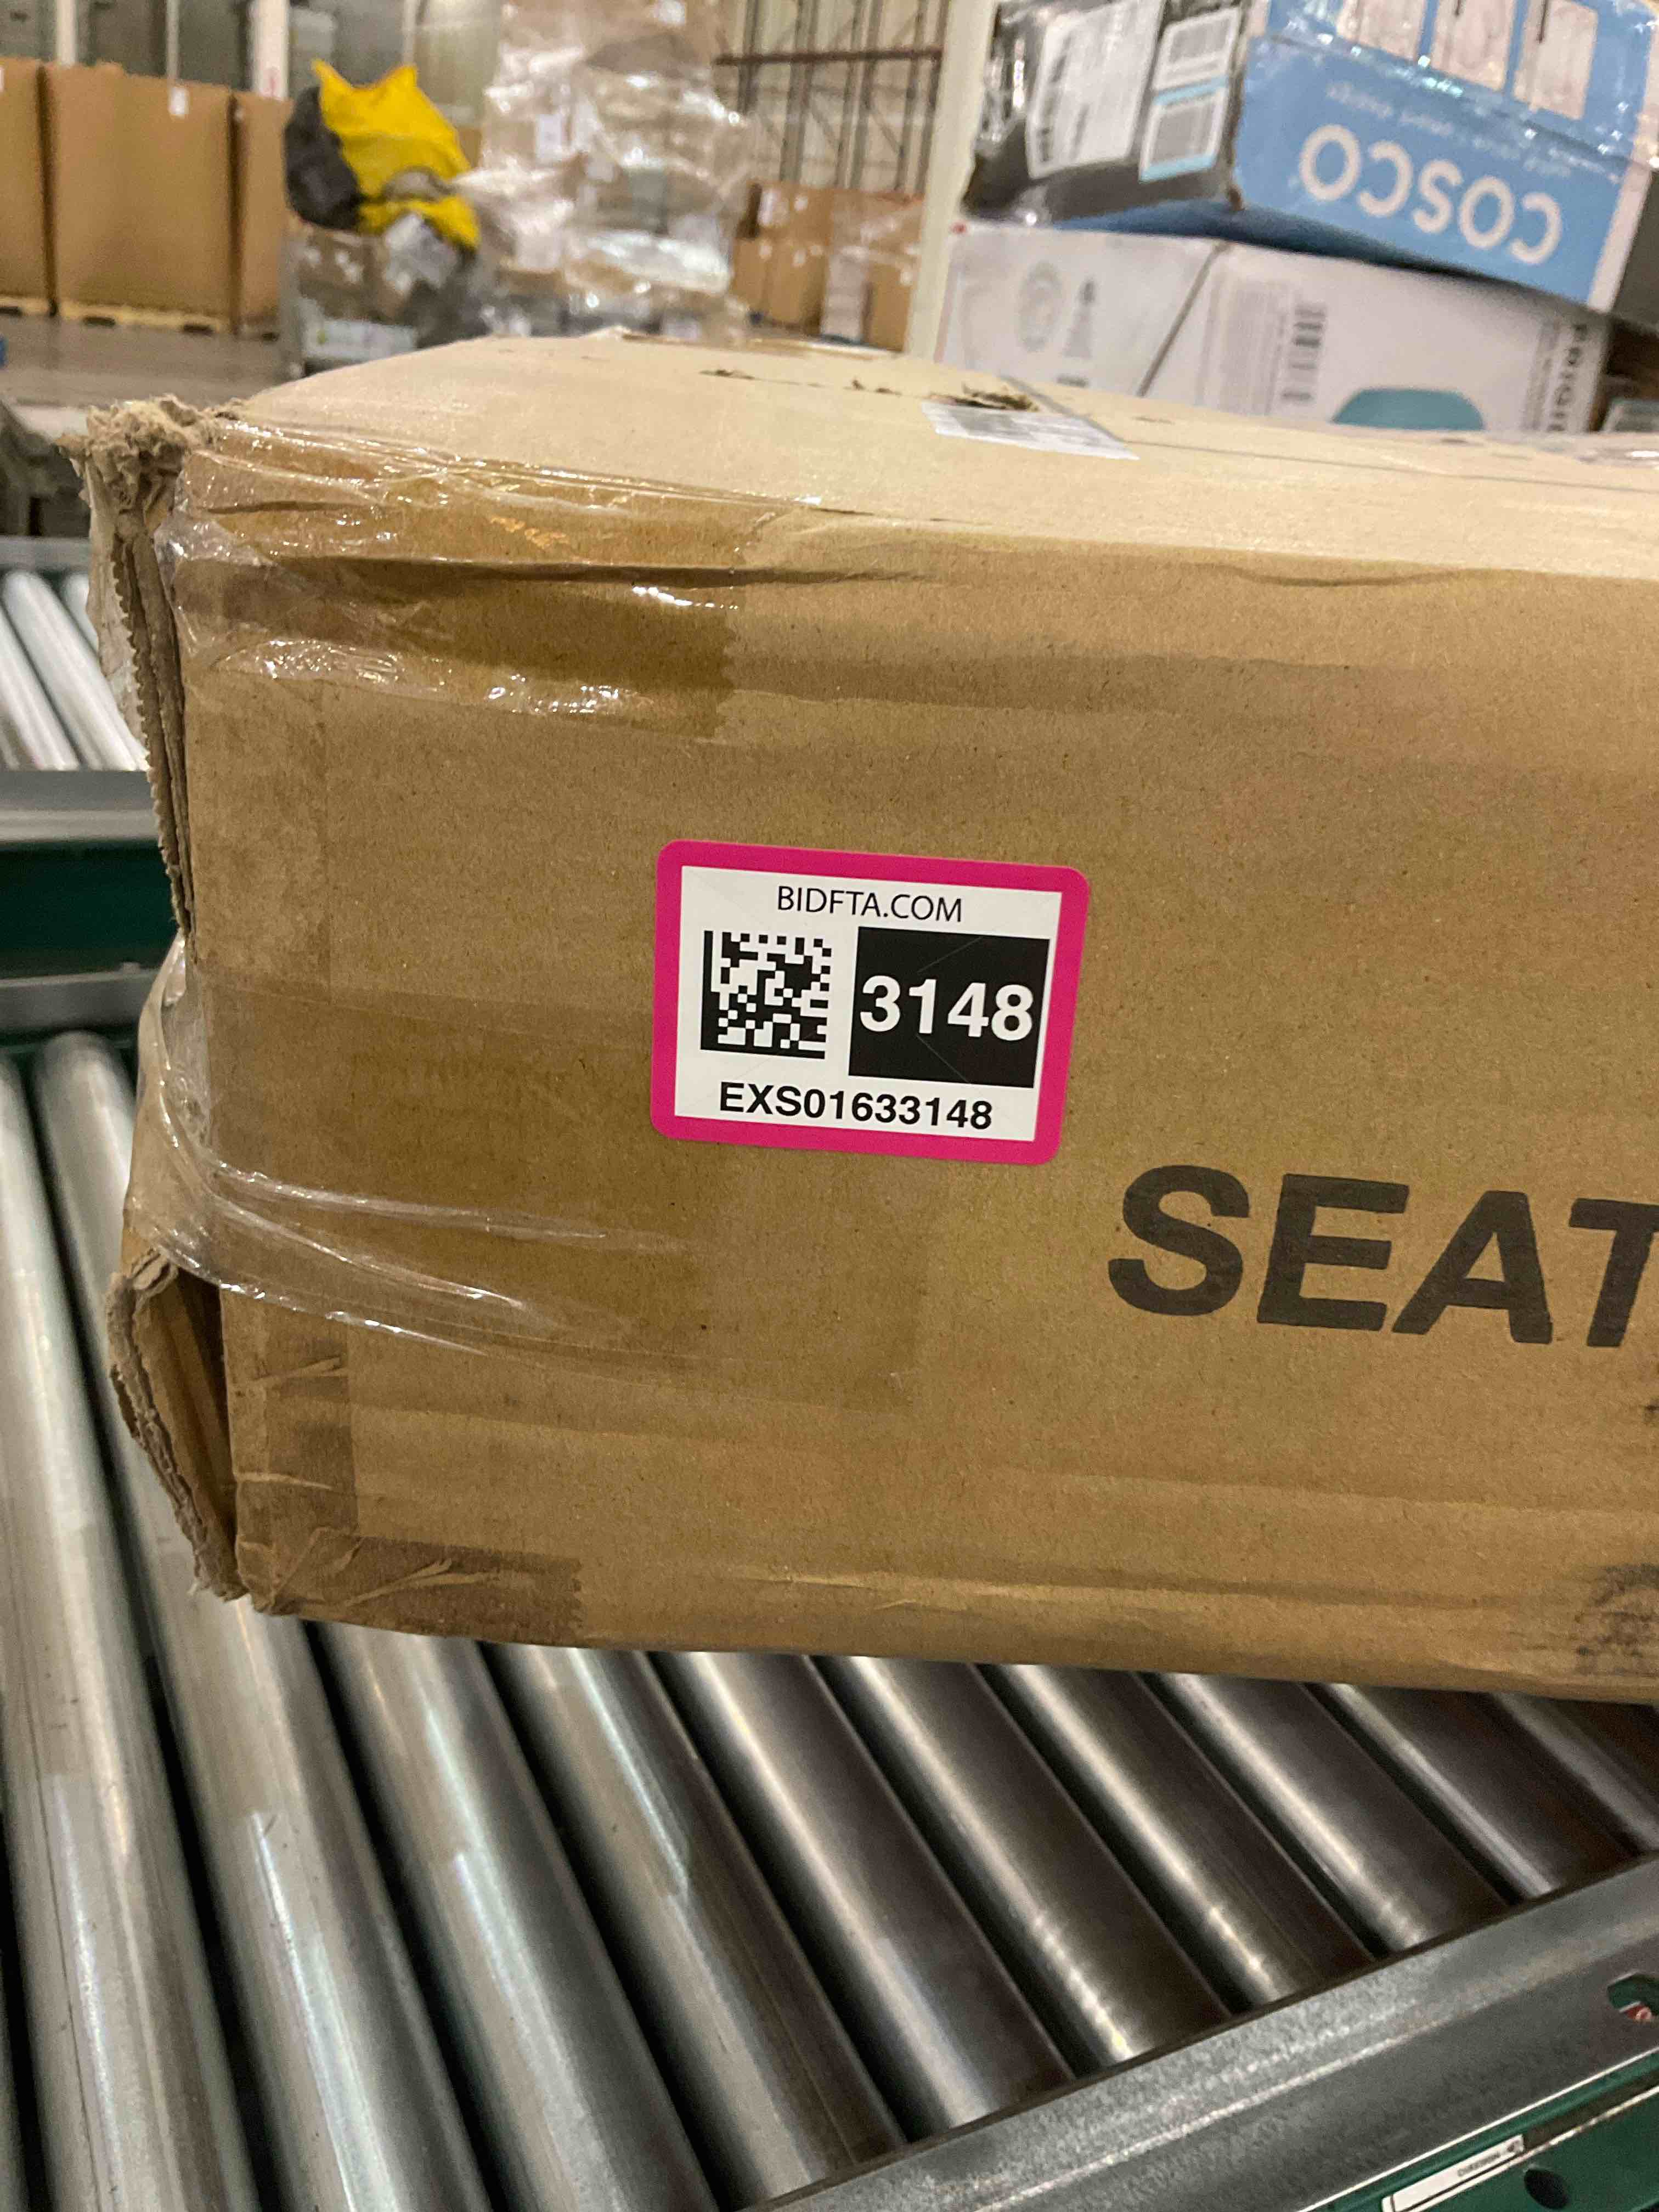 COSCO
BIDFTA.COM
3148
EXS01633148
SEAT